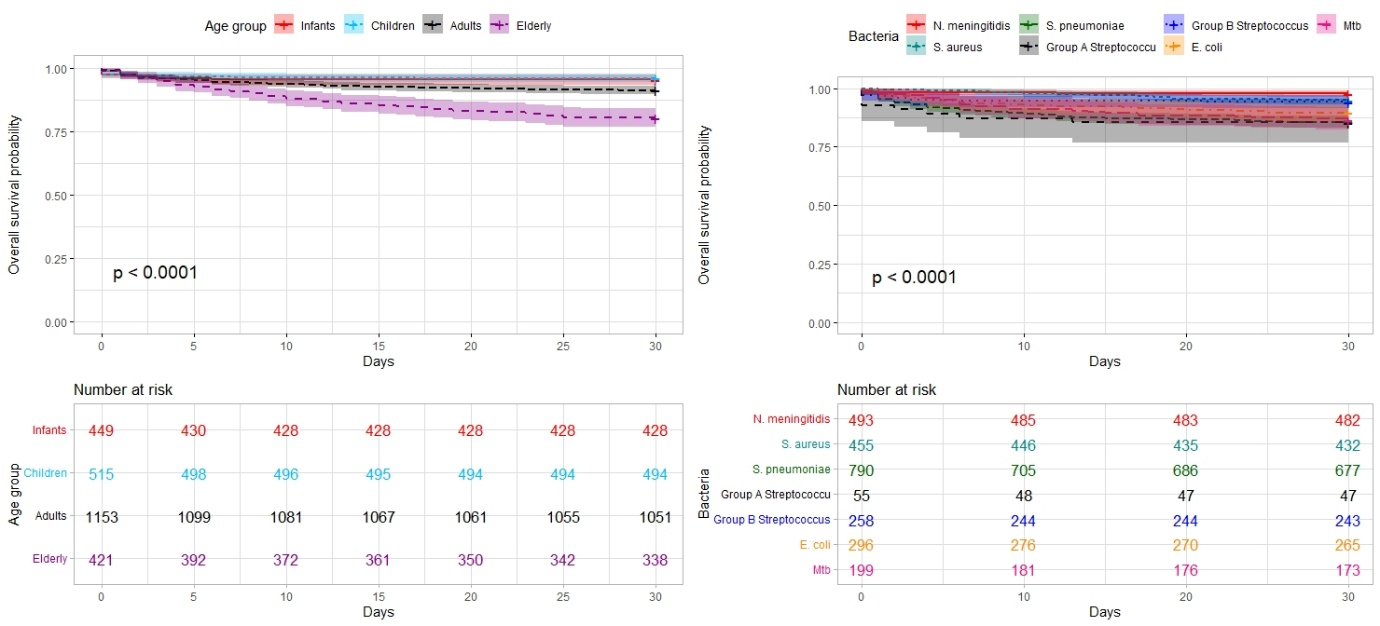 Age group Infants Children Adults Elderly
1.00
0.75
0.50
0.25
0.00
Overall survival probability
p < 0.0001
0 5 10 15 20 25 30
Days
Number at risk
Age group
Infants 449 430 428 428 428 428 428
Children 515 498 496 495 494 494 494
Adults 1153 1099 1081 1067 1061 1055 1051
Elderly 421 392 372 361 350 342 338
0 5 10 15 20 25 30
Days
Bacteria
N. meningitidis S. pneumoniae Group B Streptococcus Mtb
S. aureus Group A Streptococcu E. coli
1.00
0.75
0.50
0.25
0.00
Overall survival probability
p < 0.0001
0 10 20 30
Days
Number at risk
Bacteria
N. meningitidis 493 485 483 482
S. aureus 455 446 435 432
S. pneumoniae 790 705 686 677
Group A Streptococcu 55 48 47 47
Group B Streptococcus 258 244 244 243
E. coli 296 276 270 265
Mtb 199 181 176 173
0 10 20 30
Days